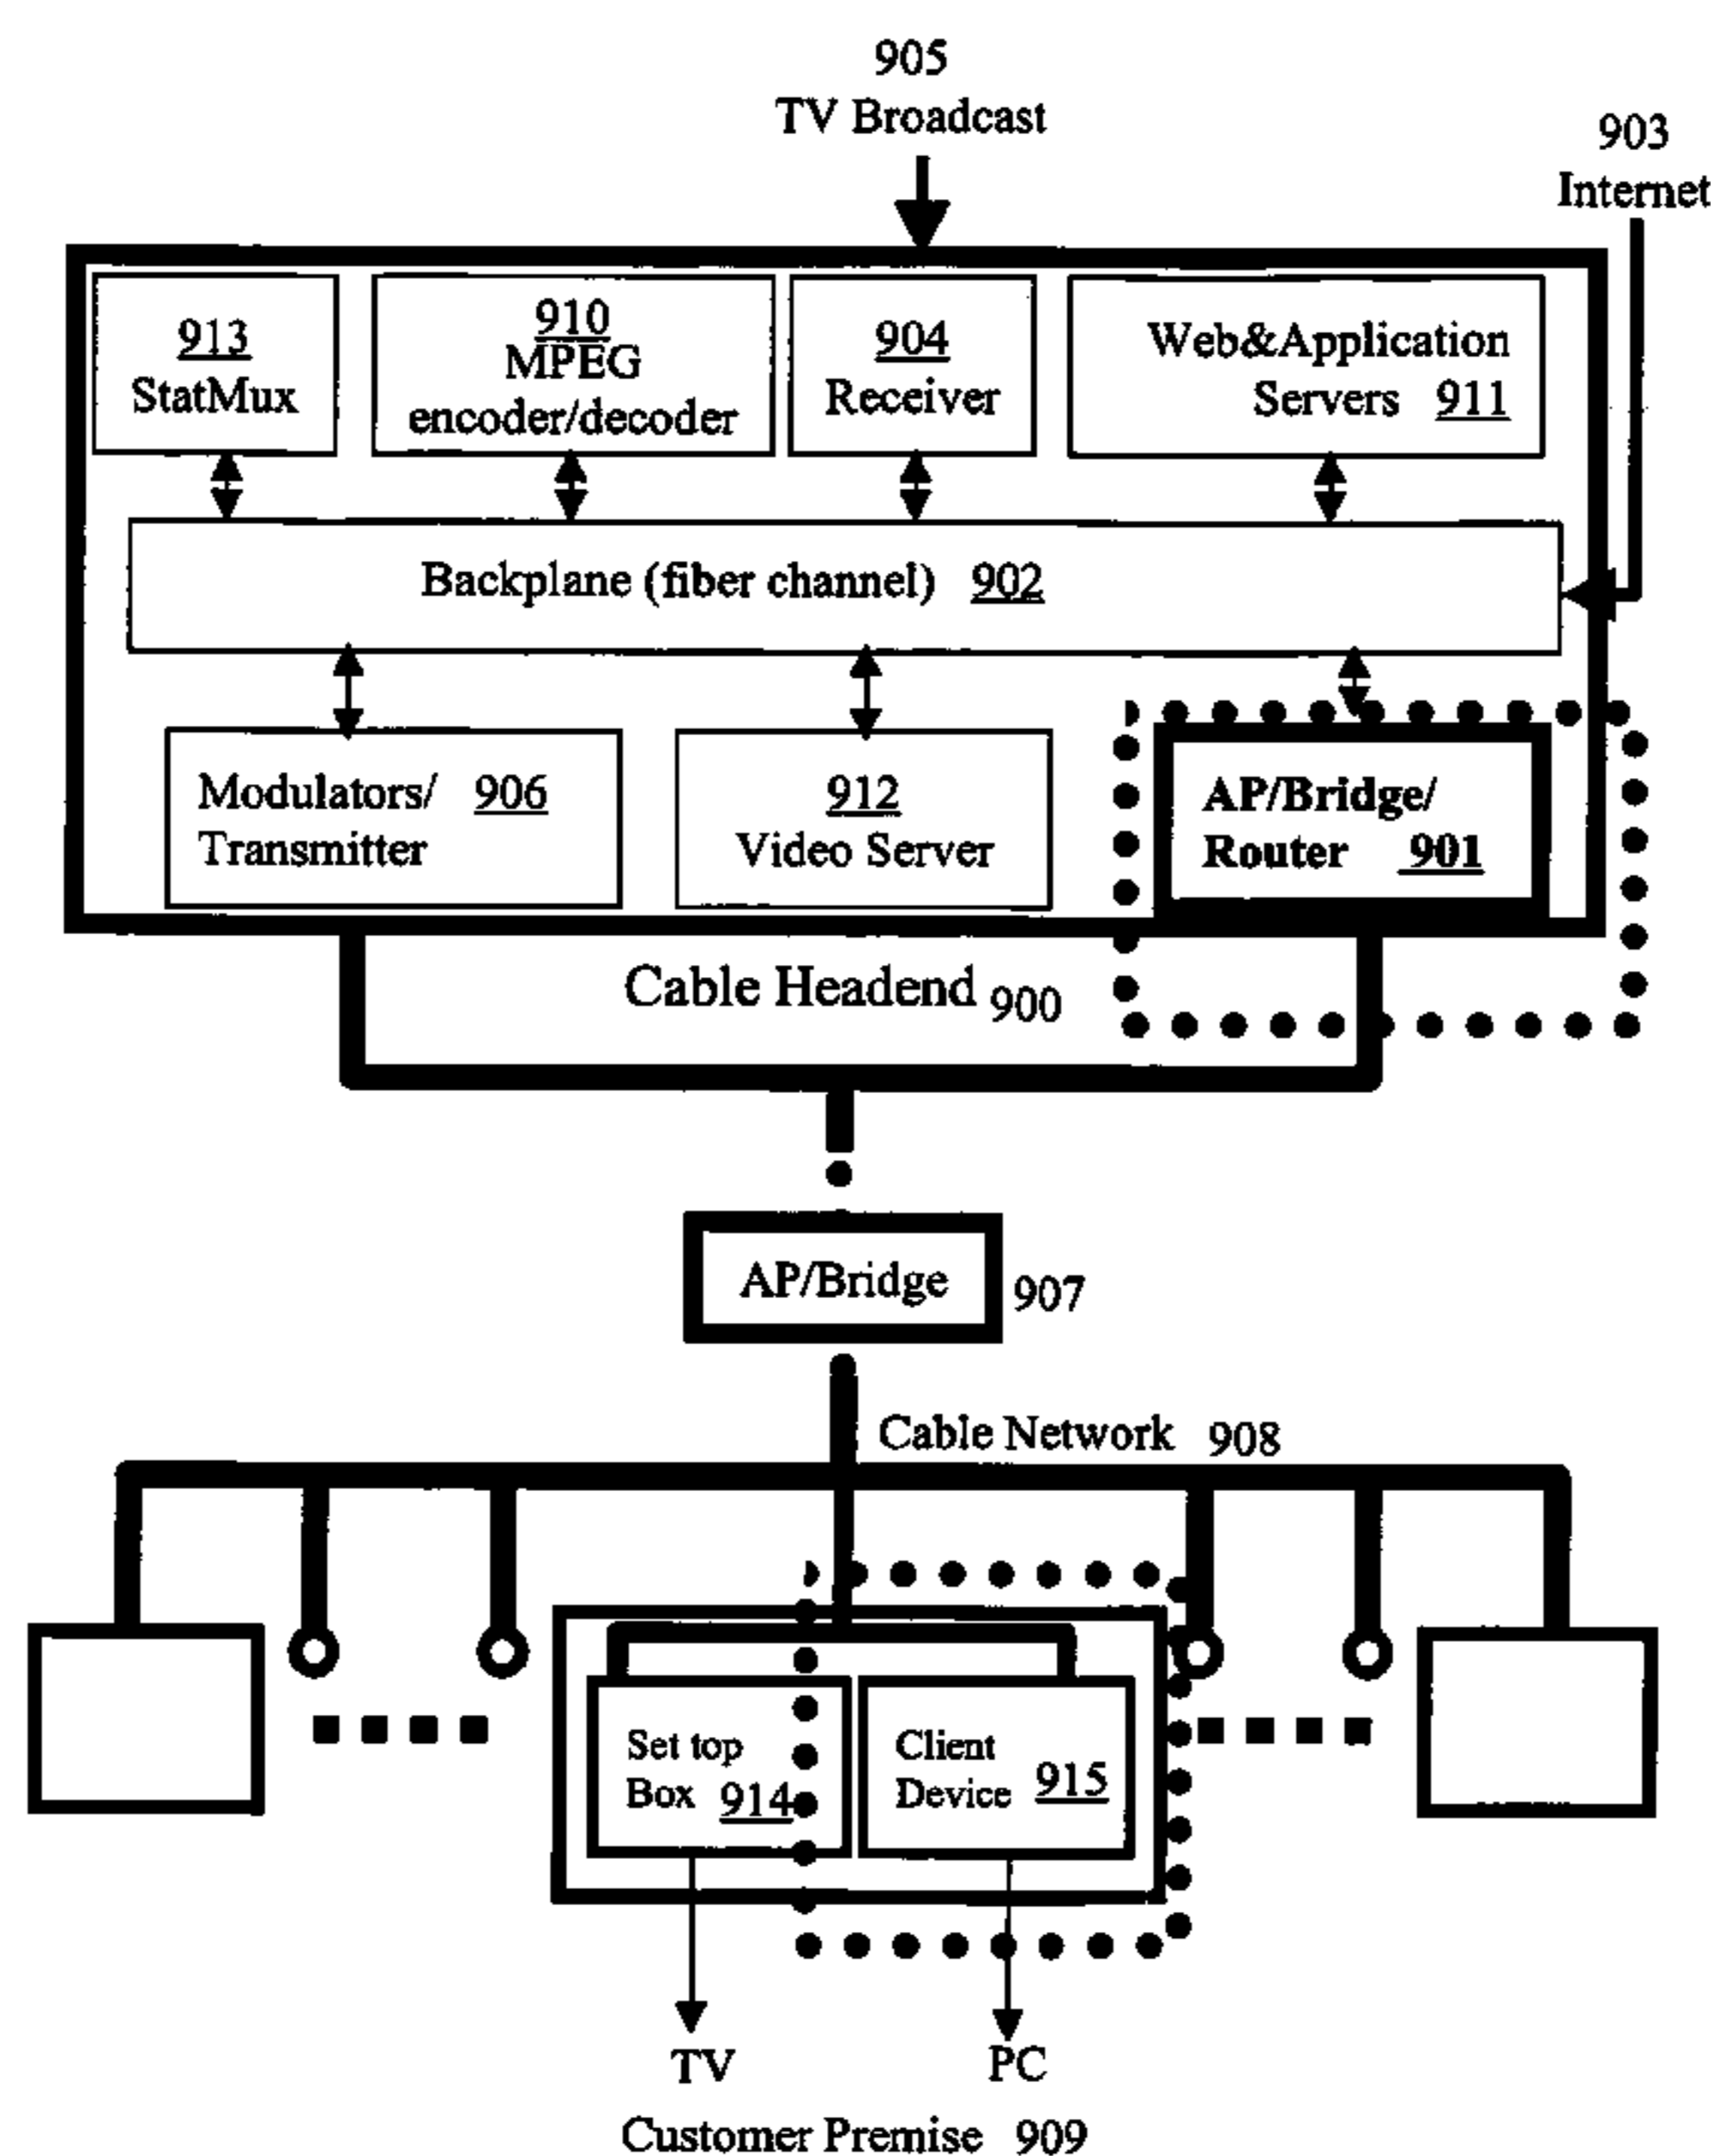 905
TV Broadcast
903
Internet
913
StatMux
910
MPEG
encoder/decoder
904
Receiver
Web&Application
Servers 911
Backplane (fiber channel) 902
Modulators/ 906
Transmitter
912
Video Server
AP/Bridge/
Router 901
Cable Headend 900
AP/Bridge 907
Cable Network 908
Set top
Box 914
Client
Device 915
TV
PC
Customer Premise 909